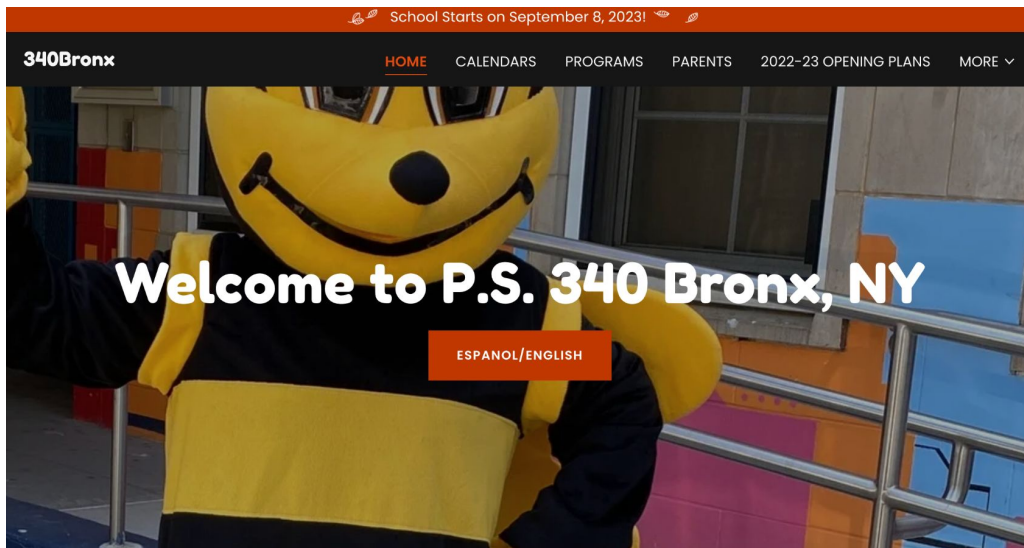 School Starts on September 8, 2023!
340Bronx
HOME CALENDARS PROGRAMS PARENTS 2022-23 OPENING PLANS MORE
Welcome to P.S. 340 Bronx, NY
ESPANOL/ENGLISH